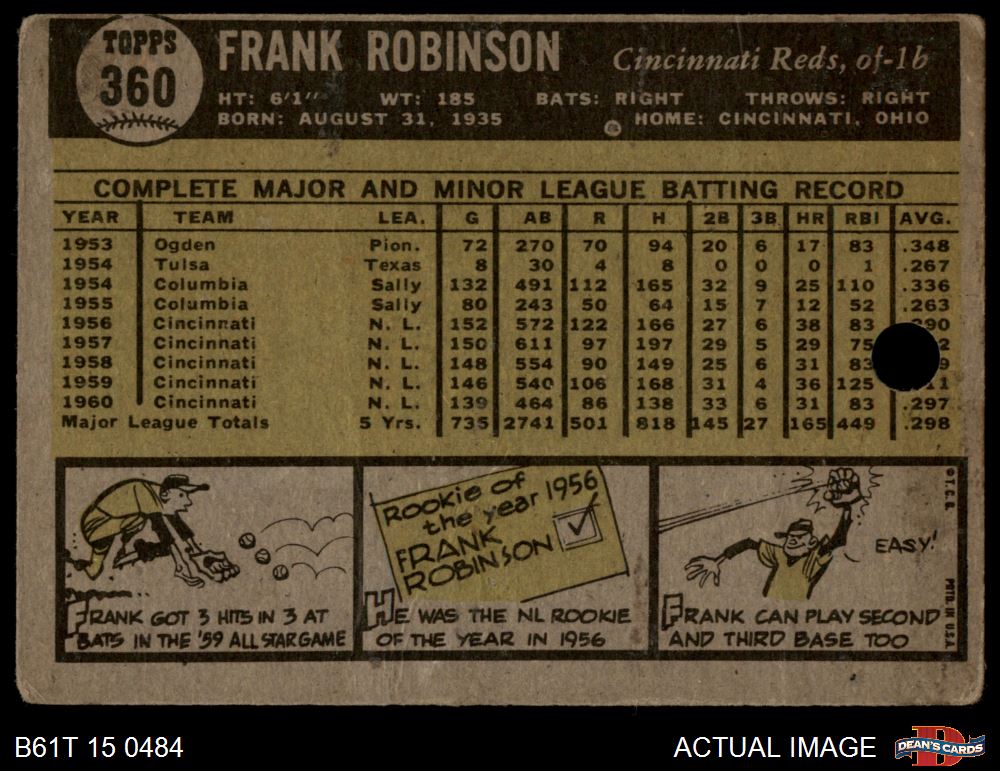 TOPPS
360
FRANK ROBINSON
Cincinnati Reds, of-1b
HT: 6'1" WT: 185 BATS: RIGHT THROWS: RIGHT
BORN: AUGUST 31, 1935 HOME: CINCINNATI, OHIO
COMPLETE MAJOR AND MINOR LEAGUE BATTING RECORD
YEAR TEAM LEA. G AB R H 2B 3B HR RBI AVG.
1953 Ogden Pion. 72 270 70 94 20 6 17 83 .348
1954 Tulsa Texas 8 30 4 8 0 0 0 1 .267
1954 Columbia Sally 132 491 112 165 32 9 25 110 .336
1955 Columbia Sally 80 243 50 64 15 7 12 52 .263
1956 Cincinnati N. L. 152 572 122 166 27 6 38 83 90
1957 Cincinnati N. L. 150 611 97 197 29 5 29 75 2
1958 Cincinnati N. L. 148 554 90 149 25 6 31 83 9
1959 Cincinnati N. L. 146 540 106 168 31 4 36 125 11
1960 Cincinnati N. L. 139 464 86 138 33 6 31 83 .297
Major League Totals 5 Yrs. 735 2741 501 818 145 27 165 449 .298
FRANK GOT 3 HITS IN 3 AT
BATS IN THE '59 ALL STAR GAME
ROOKiE OF
the year 1956
FRANK
ROBINSON
HE WAS THE NL ROOKIE
OF THE YEAR IN 1956
EASY!
FRANK CAN PLAY SECOND
AND THIRD BASE TOO
© T. C. G.
PRTD. IN U.S.A.
B61T 15 0484
ACTUAL IMAGE
DEAN'S CARDS